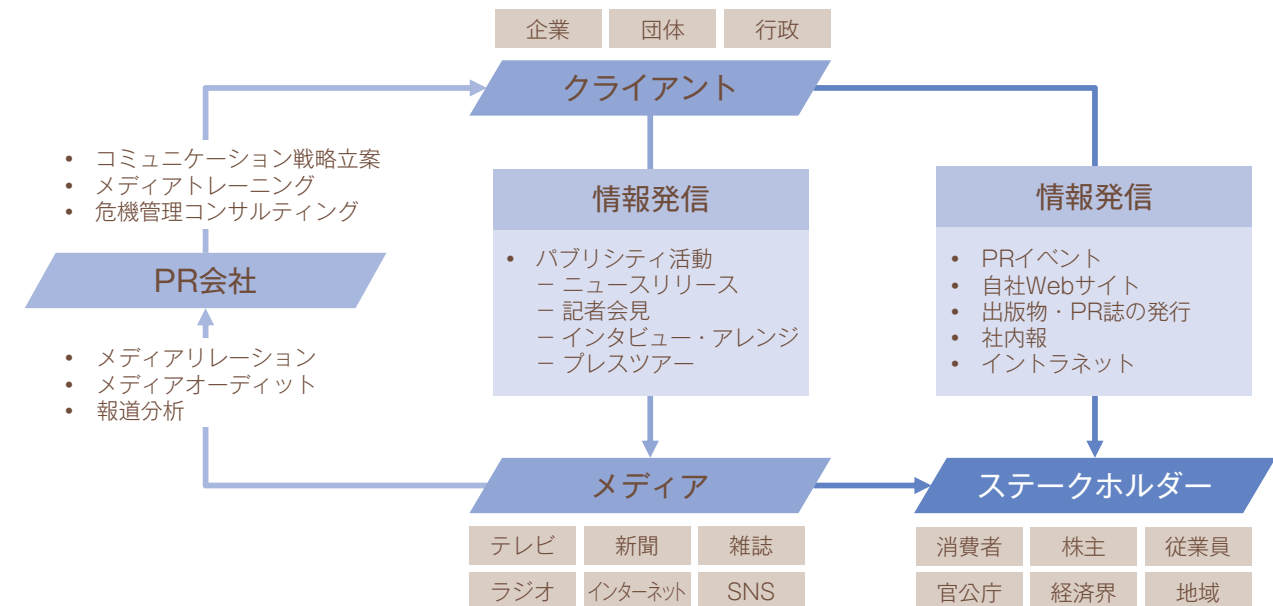 企業 団体 行政
クライアント
• コミュニケーション戦略立案
• メディアトレーニング
• 危機管理コンサルティング
PR会社
• メディアリレーション
• メディアオーディット
• 報道分析
情報発信
• パブリシティ活動
－ ニュースリリース
－ 記者会見
－ インタビュー・アレンジ
－ プレスツアー
情報発信
• PRイベント
• 自社Webサイト
• 出版物・PR誌の発行
• 社内報
• イントラネット
メディア
テレビ 新聞 雑誌
ラジオ インターネット SNS
ステークホルダー
消費者 株主 従業員
官公庁 経済界 地域